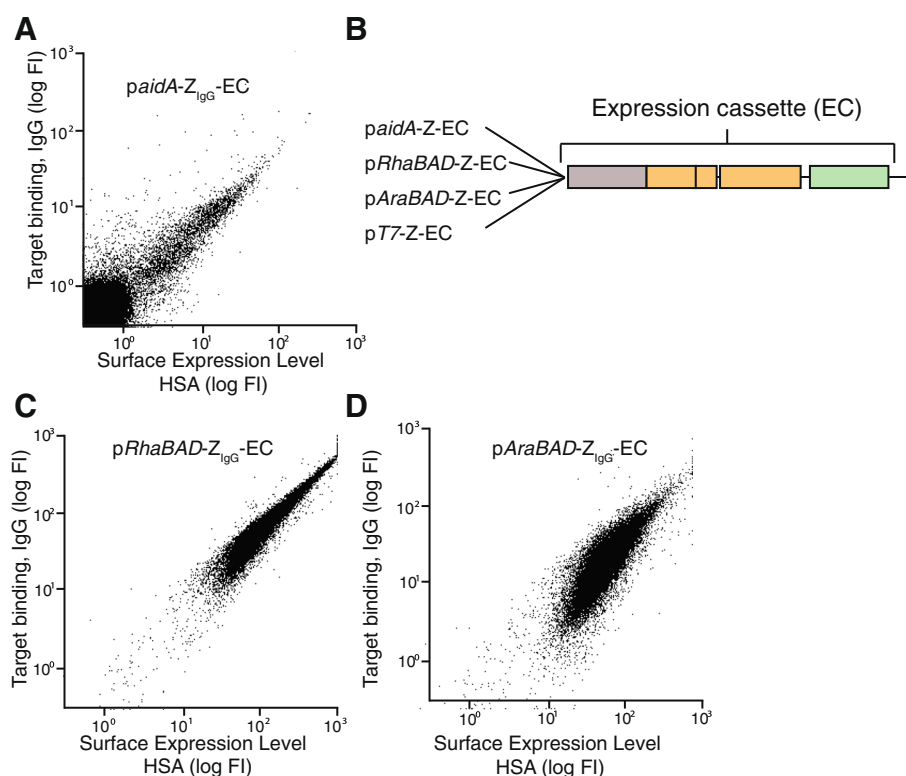 A
10³
10²
10¹
10⁰
Target binding, IgG (log FI)
paidA-Z_IgG-EC
10⁰ 10¹ 10² 10³
Surface Expression Level
HSA (log FI)
B
Expression cassette (EC)
paidA-Z-EC
pRhaBAD-Z-EC
pAraBAD-Z-EC
pT7-Z-EC
C
10³
10²
10¹
10⁰
Target binding, IgG (log FI)
pRhaBAD-Z_IgG-EC
10⁰ 10¹ 10² 10³
Surface Expression Level
HSA (log FI)
D
10³
10²
10¹
10⁰
Target binding, IgG (log FI)
pAraBAD-Z_IgG-EC
10⁰ 10¹ 10² 10³
Surface Expression Level
HSA (log FI)